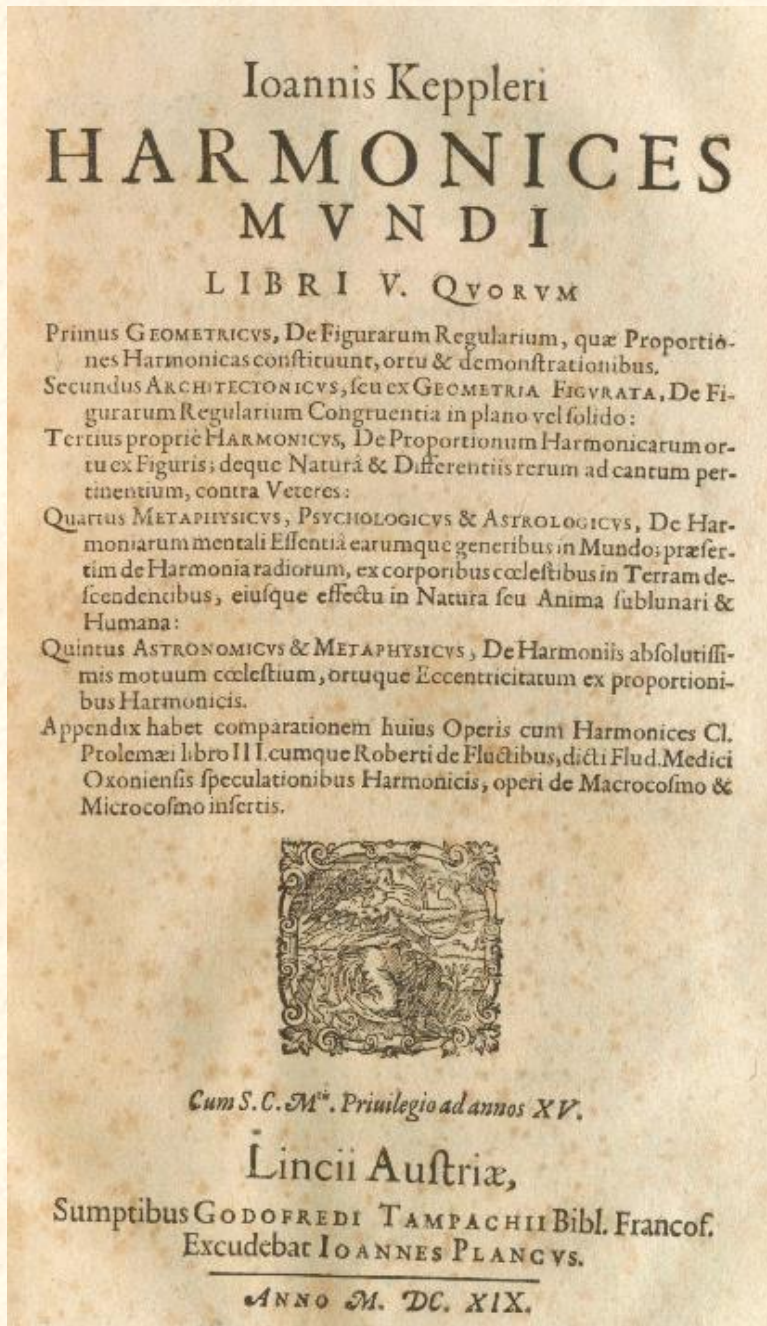 Ioannis Keppleri
HARMONICES
MVNDI
LIBRI V. QVORVM
Primus GEOMETRICVS, De Figurarum Regularium, quæ Proportio-
nes Harmonicas constituunt, ortu & demonstrationibus.
Secundus ARCHITECTONICVS, seu ex GEOMETRIA FIGVRATA, De Fi-
gurarum Regularium Congruentia in plano vel solido:
Tertius propriè HARMONICVS, De Proportionum Harmonicarum or-
tu ex Figuris; deque Naturâ & Differentiis rerum ad cantum per-
tinentium, contra Veteres:
Quartus METAPHYSICVS, PSYCHOLOGICVS & ASTROLOGICVS, De Har-
moniarum mentali Essentiâ earumque generibus in Mundo; præser-
tim de Harmonia radiorum, ex corporibus cœlestibus in Terram de-
scendentibus, eiusque effectu in Natura seu Anima sublunari &
Humana:
Quintus ASTRONOMICVS & METAPHYSICVS, De Harmoniis absolutissi-
mis motuum cœlestium, ortuque Eccentricitatum ex proportioni-
bus Harmonicis.
Appendix habet comparationem huius Operis cum Harmonices Cl.
Ptolemæi libro III. cumque Roberti de Fluctibus, dicti Flud. Medici
Oxoniensis speculationibus Harmonicis, operi de Macrocosmo &
Microcosmo insertis.
Cum S. C. Mtis. Priuilegio ad annos XV.
Lincii Austriæ,
Sumptibus GODOFREDI TAMPACHII Bibl. Francof.
Excudebat IOANNES PLANCVS.
ANNO M. DC. XIX.